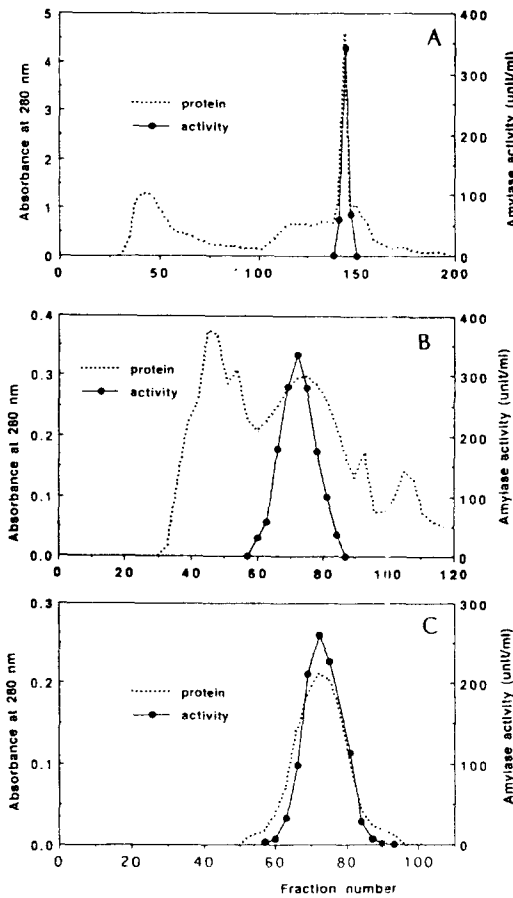 A
Absorbance at 280 nm
Amylase activity (unit/ml)
5
4
3
2
1
0
400
300
200
100
0
protein
activity
0
50
100
150
200
B
Absorbance at 280 nm
Amylase activity (unit/ml)
0.4
0.3
0.2
0.1
0.0
400
300
200
100
0
protein
activity
0
20
40
60
80
100
120
C
Absorbance at 280 nm
Amylase activity (unit/ml)
0.3
0.2
0.1
0.0
300
200
100
0
protein
activity
0
20
40
60
80
100
Fraction number